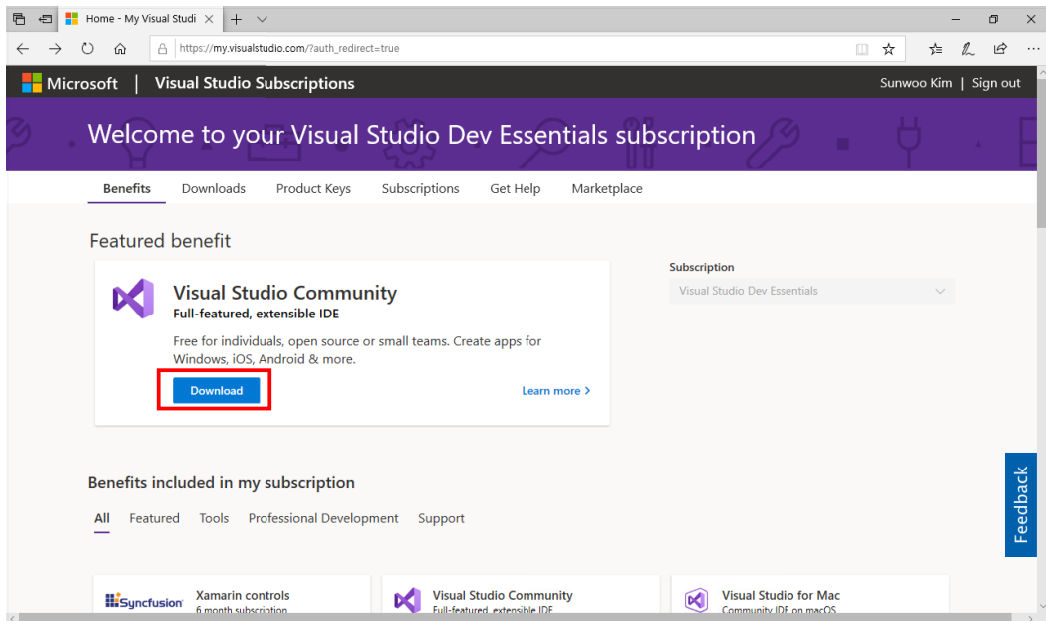 Home - My Visual Studi
https://my.visualstudio.com/?auth_redirect=true
Microsoft | Visual Studio Subscriptions
Sunwoo Kim | Sign out
Welcome to your Visual Studio Dev Essentials subscription
Benefits Downloads Product Keys Subscriptions Get Help Marketplace
Featured benefit
Visual Studio Community
Full-featured, extensible IDE
Free for individuals, open source or small teams. Create apps for
Windows, iOS, Android & more.
Download
Learn more >
Subscription
Visual Studio Dev Essentials
Benefits included in my subscription
All Featured Tools Professional Development Support
Feedback
Syncfusion
Xamarin controls
6 month subscription
Visual Studio Community
Full-featured, extensible IDE
Visual Studio for Mac
Community IDE on macOS